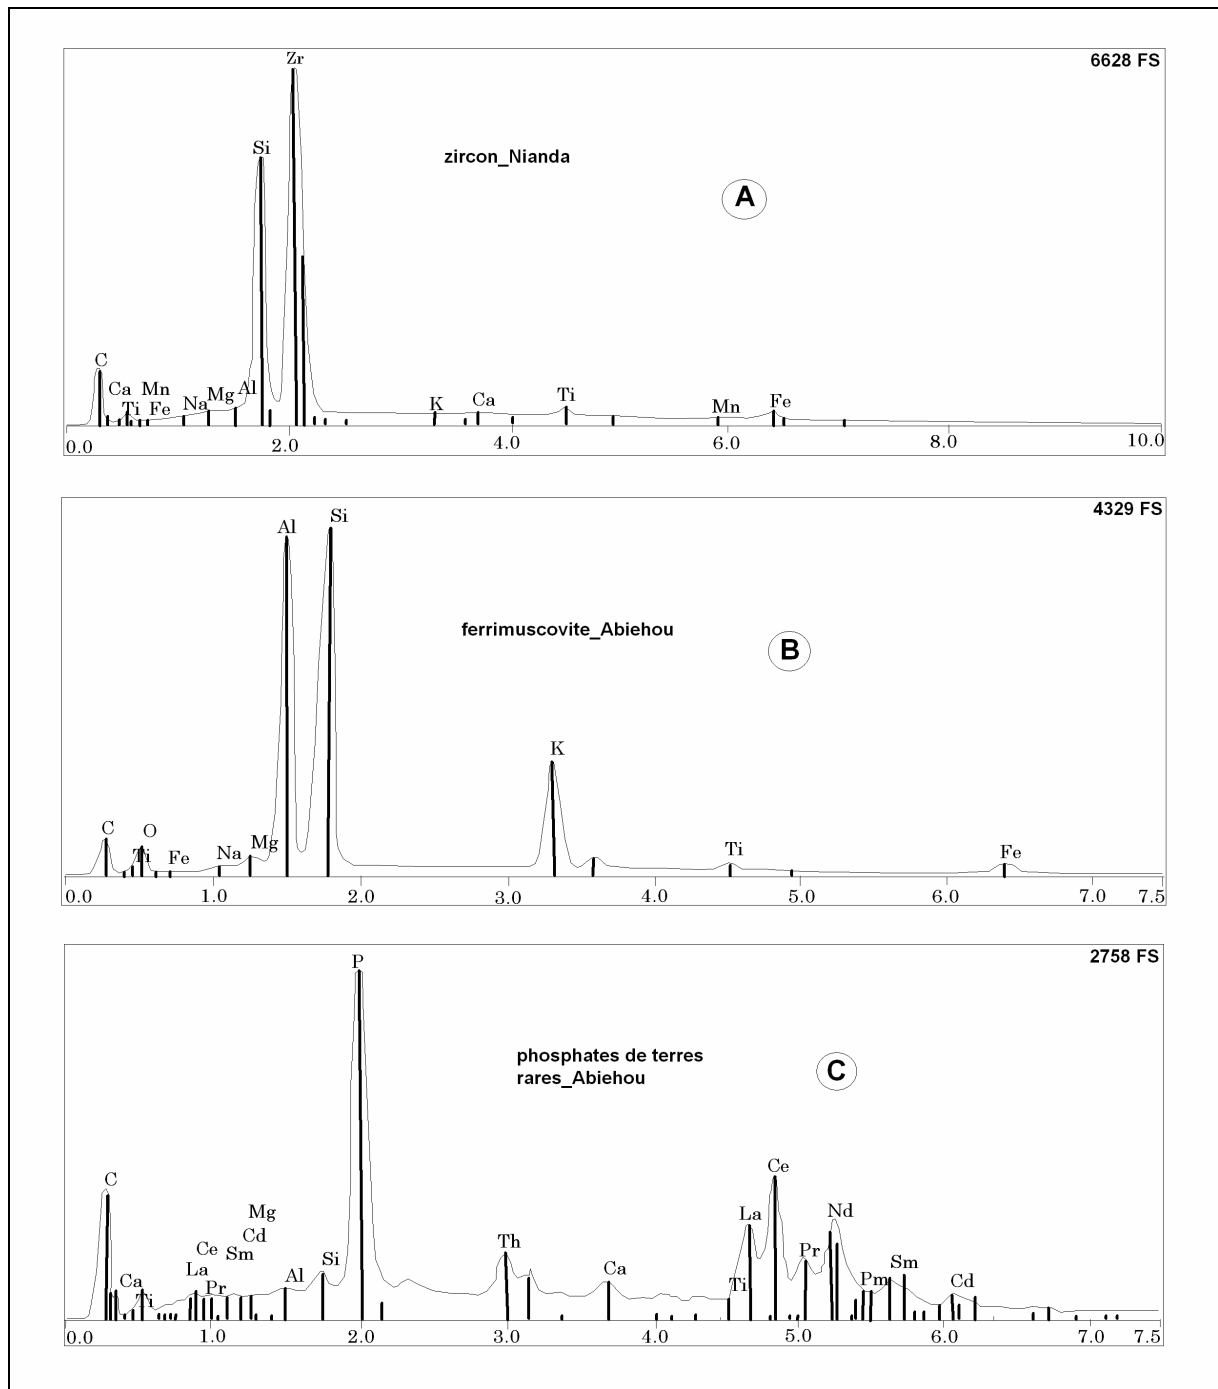 6628 FS
Zr
Si
zircon_Nianda
A
C
Ca Mn Mg Al
Ti Fe Na K Ca Ti Mn Fe
0.0 2.0 4.0 6.0 8.0 10.0
4329 FS
Si
Al
ferrimuscovite_Abiehou
B
K
C O
Ti Fe Na Mg Ti Fe
0.0 1.0 2.0 3.0 4.0 5.0 6.0 7.0 7.5
2758 FS
P
phosphates de terres
rares_Abiehou
C
C Ce
Mg La Nd
Ce Sm Cd Th Pr
La Si Ca Sm
Ca Pr Al Ti Pm Cd
Ti
0.0 1.0 2.0 3.0 4.0 5.0 6.0 7.0 7.5